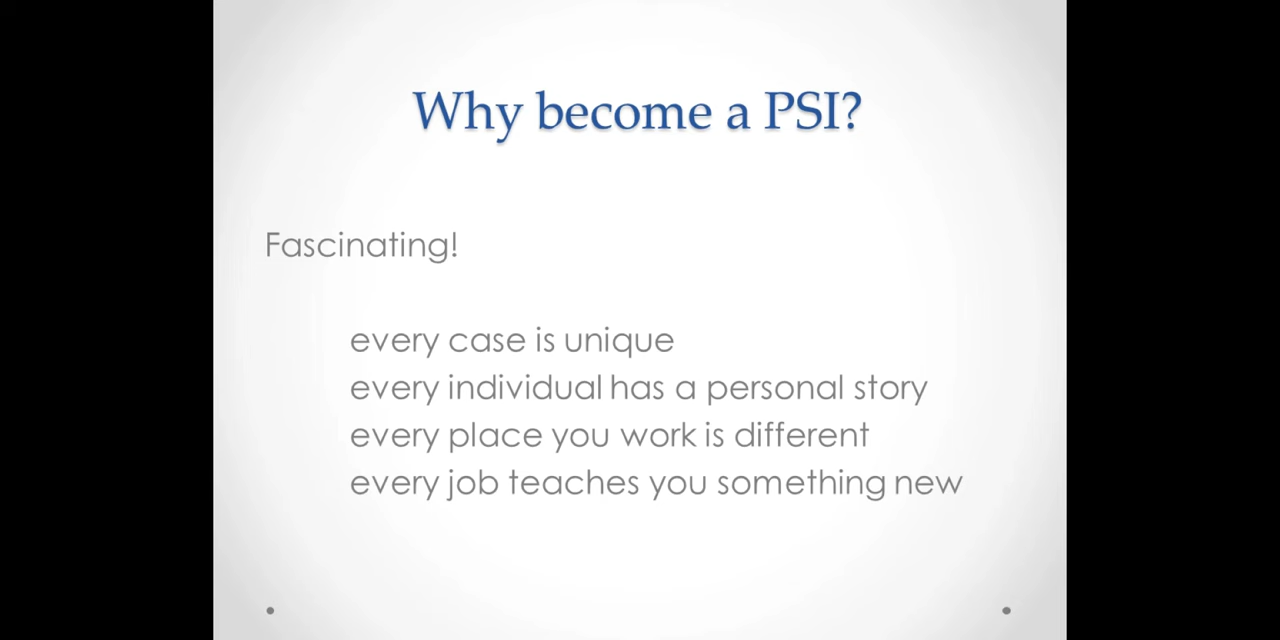 Why become a PSI?
Fascinating!
every case is unique
every individual has a personal story
every place you work is different
every job teaches you something new